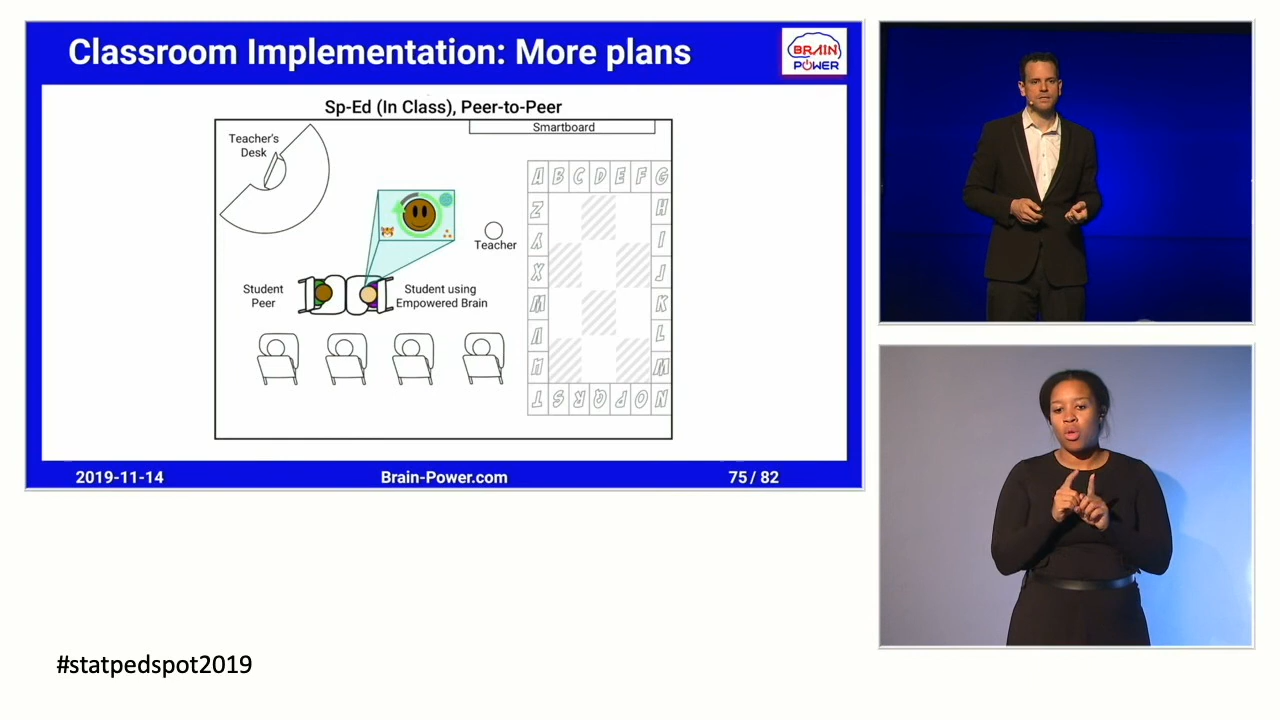 Classroom Implementation: More plans
BRAIN
POWER
Sp-Ed (In Class), Peer-to-Peer
Teacher's
Desk
Smartboard
A B C D E F G
Z H
Y I
X J
W K
V L
U M
T S R Q P O N
Teacher
Student
Peer
Student using
Empowered Brain
2019-11-14
Brain-Power.com
75 / 82
#statpedspot2019